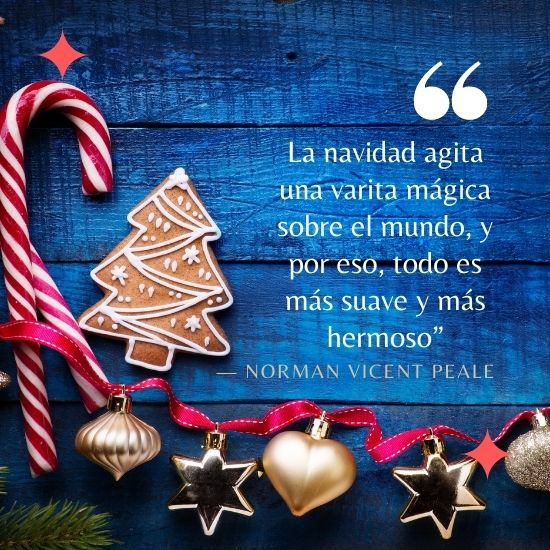 “
La navidad agita
una varita mágica
sobre el mundo, y
por eso, todo es
más suave y más
hermoso”
— NORMAN VICENT PEALE